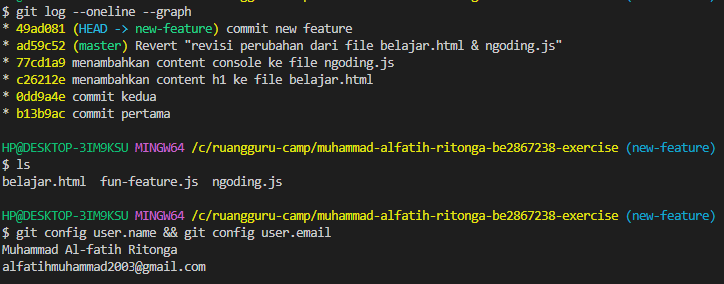 $ git log --oneline --graph
* 49ad081 (HEAD -> new-feature) commit new feature
* ad59c52 (master) Revert "revisi perubahan dari file belajar.html & ngoding.js"
* 77cd1a9 menambahkan content console ke file ngoding.js
* c26212e menambahkan content h1 ke file belajar.html
* 0dd9a4e commit kedua
* b13b9ac commit pertama
HP@DESKTOP-3IM9KSU MINGW64 /c/ruangguru-camp/muhammad-alfatih-ritonga-be2867238-exercise (new-feature)
$ ls
belajar.html  fun-feature.js  ngoding.js
HP@DESKTOP-3IM9KSU MINGW64 /c/ruangguru-camp/muhammad-alfatih-ritonga-be2867238-exercise (new-feature)
$ git config user.name && git config user.email
Muhammad Al-fatih Ritonga
alfatihmuhammad2003@gmail.com